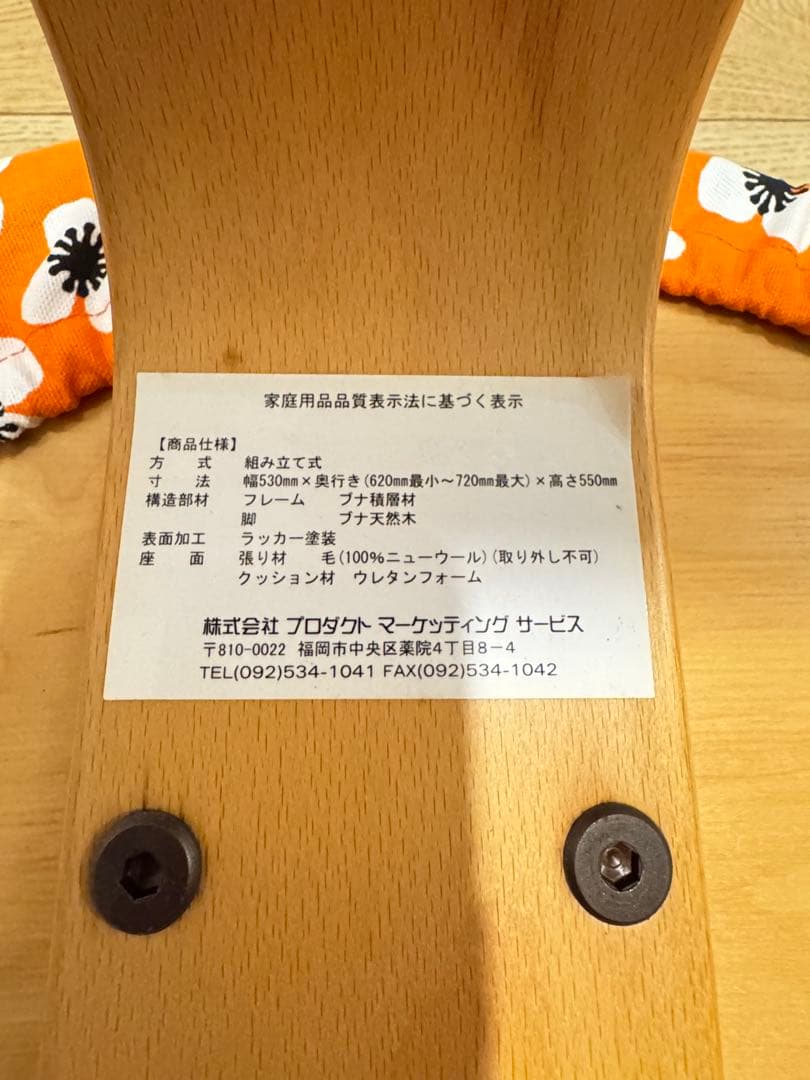 家庭用品品質表示法に基づく表示
【商品仕様】
方　式　組み立て式
寸　法　幅530mm×奥行き(620mm最小～720mm最大)×高さ550mm
構造部材　フレーム　ブナ積層材
脚　ブナ天然木
表面加工　ラッカー塗装
座　面　張り材　毛(100%ニューウール)(取り外し不可)
クッション材　ウレタンフォーム
株式会社 プロダクト マーケッティング サービス
〒810-0022 福岡市中央区薬院4丁目8－4
TEL(092)534-1041 FAX(092)534-1042